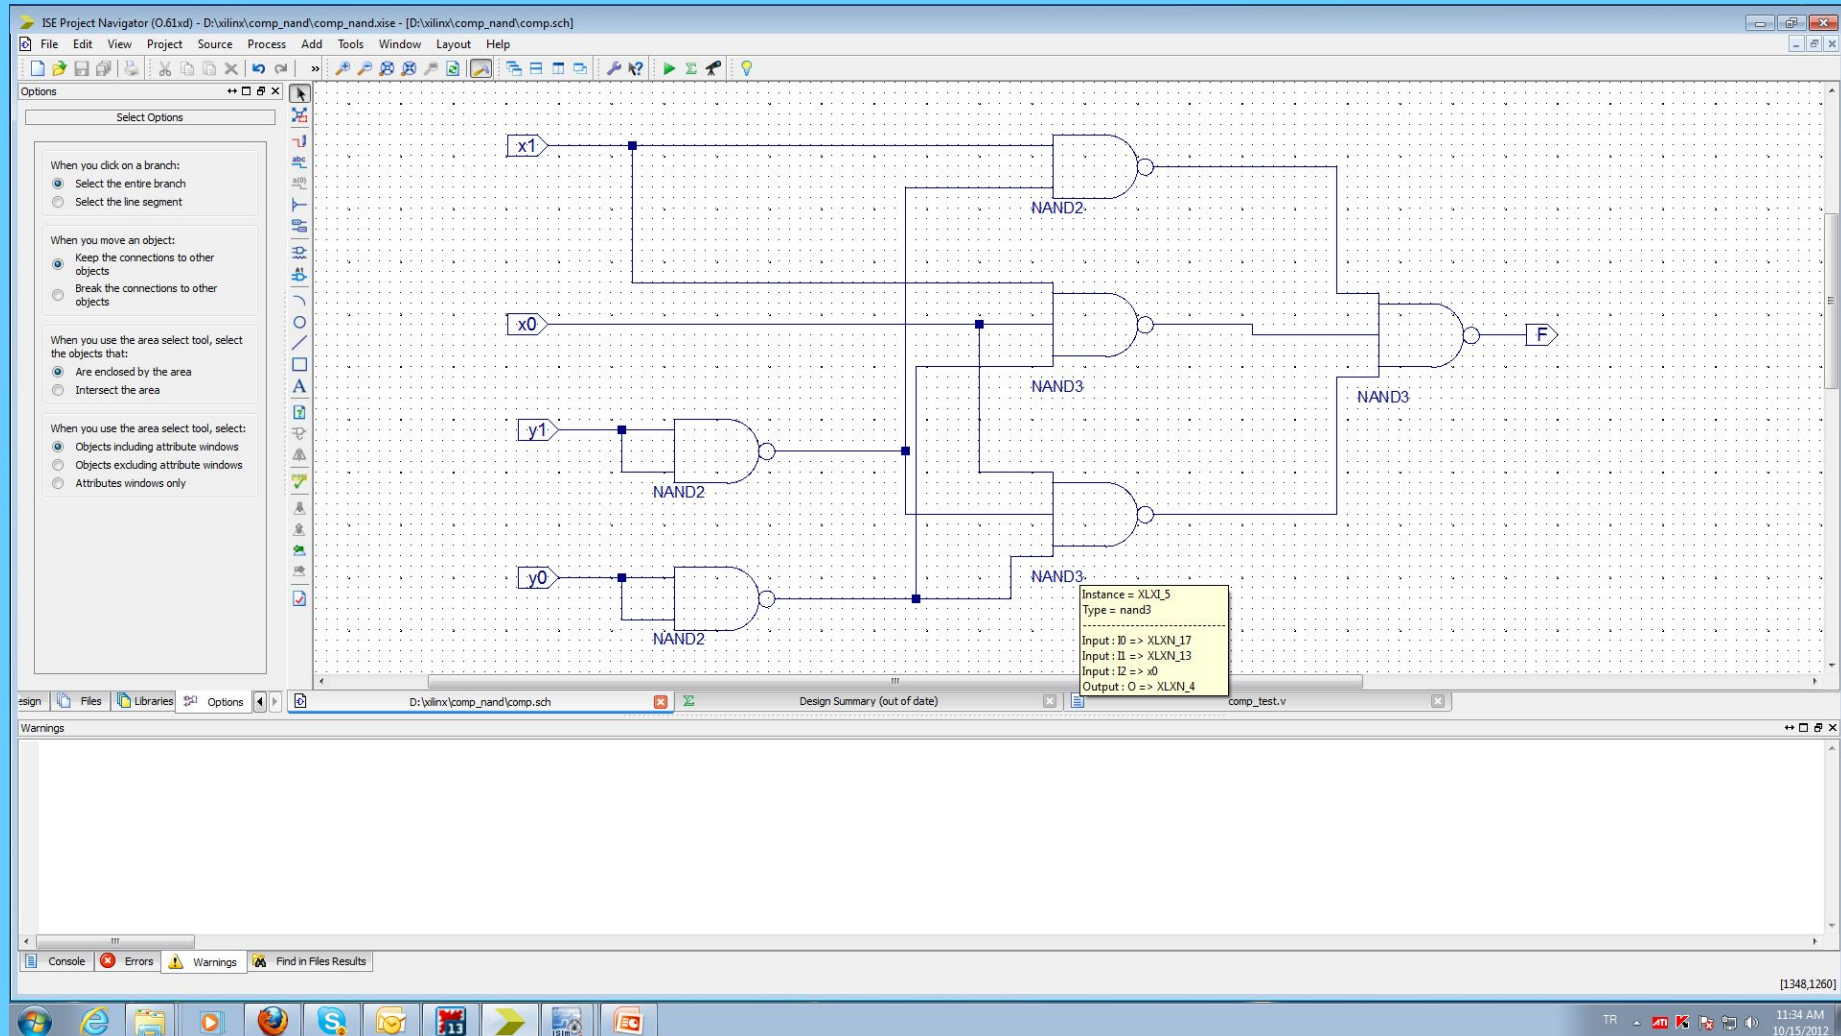 ISE Project Navigator (O.61xd) - D:\xilinx\comp_nand\comp_nand.xise - [D:\xilinx\comp_nand\comp.sch]
File Edit View Project Source Process Add Tools Window Layout Help
Options
Select Options
When you click on a branch:
Select the entire branch
Select the line segment
When you move an object:
Keep the connections to other
objects
Break the connections to other
objects
When you use the area select tool, select
the objects that:
Are enclosed by the area
Intersect the area
When you use the area select tool, select:
Objects including attribute windows
Objects excluding attribute windows
Attributes windows only
x1
NAND2
x0
NAND3
F
NAND3
y1
NAND2
y0
NAND3
NAND2
Instance = XLXI_5
Type = nand3
Input : I0 => XLXN_17
Input : I1 => XLXN_13
Input : I2 => x0
Output : O => XLXN_4
esign Files Libraries Options
D:\xilinx\comp_nand\comp.sch
Design Summary (out of date)
comp_test.v
Warnings
Console Errors Warnings Find in Files Results
[1348,1260]
TR
11:34 AM
10/15/2012